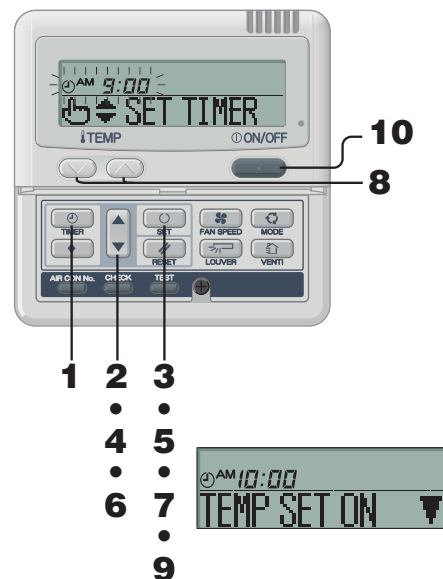 AM 9:00
SET TIMER
TEMP ON/OFF
10
8
TIMER SET FAN SPEED MODE
RESET LOUVER VENTI
AIR CON No. CHECK TEST
1 2 3
• •
4 5
• •
6 7
•
9
AM 10:00
TEMP SET ON ▼